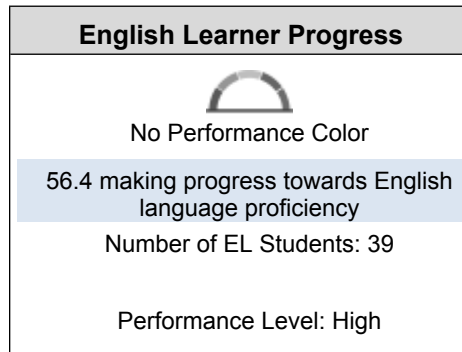 English Learner Progress
No Performance Color
56.4 making progress towards English
language proficiency
Number of EL Students: 39
Performance Level: High